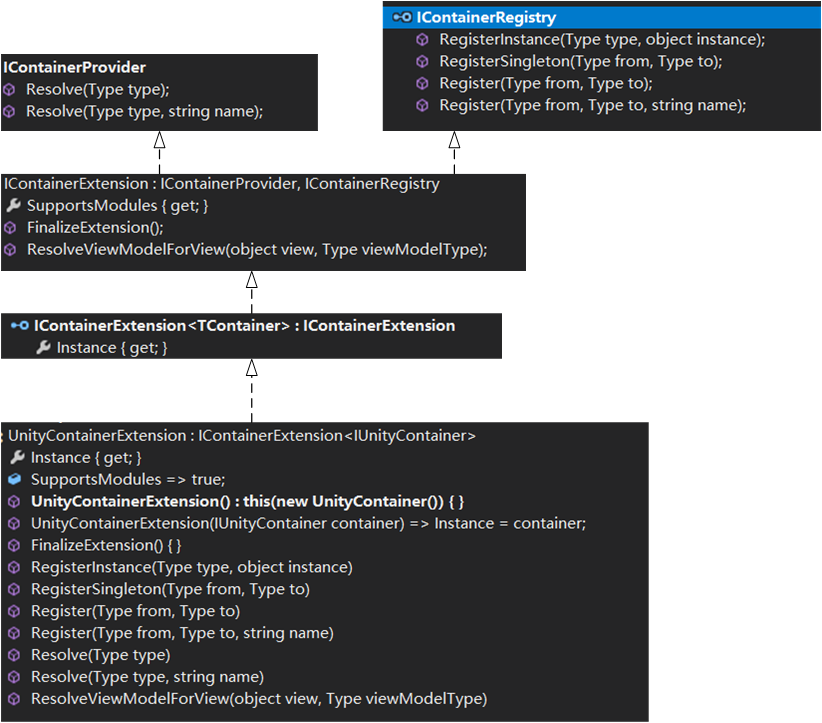 IContainerRegistry
RegisterInstance(Type type, object instance);
RegisterSingleton(Type from, Type to);
Register(Type from, Type to);
Register(Type from, Type to, string name);
IContainerProvider
Resolve(Type type);
Resolve(Type type, string name);
IContainerExtension : IContainerProvider, IContainerRegistry
SupportsModules { get; }
FinalizeExtension();
ResolveViewModelForView(object view, Type viewModelType);
IContainerExtension<TContainer> : IContainerExtension
Instance { get; }
UnityContainerExtension : IContainerExtension<IUnityContainer>
Instance { get; }
SupportsModules => true;
UnityContainerExtension() : this(new UnityContainer()) { }
UnityContainerExtension(IUnityContainer container) => Instance = container;
FinalizeExtension() { }
RegisterInstance(Type type, object instance)
RegisterSingleton(Type from, Type to)
Register(Type from, Type to)
Register(Type from, Type to, string name)
Resolve(Type type)
Resolve(Type type, string name)
ResolveViewModelForView(object view, Type viewModelType)